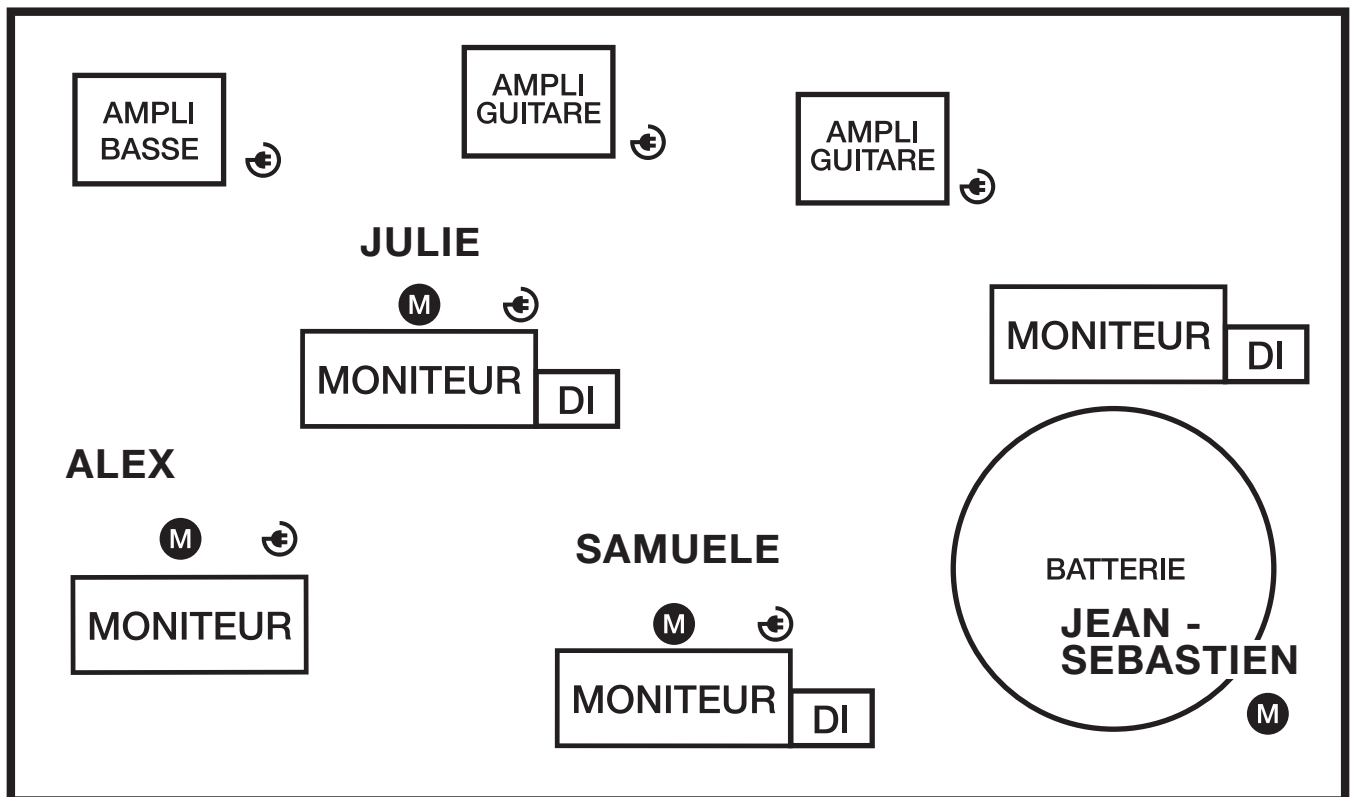 AMPLI
BASSE
AMPLI
GUITARE
AMPLI
GUITARE
JULIE
M
MONITEUR
DI
MONITEUR
DI
ALEX
M
MONITEUR
SAMUELE
M
MONITEUR
DI
BATTERIE
JEAN -
SEBASTIEN
M